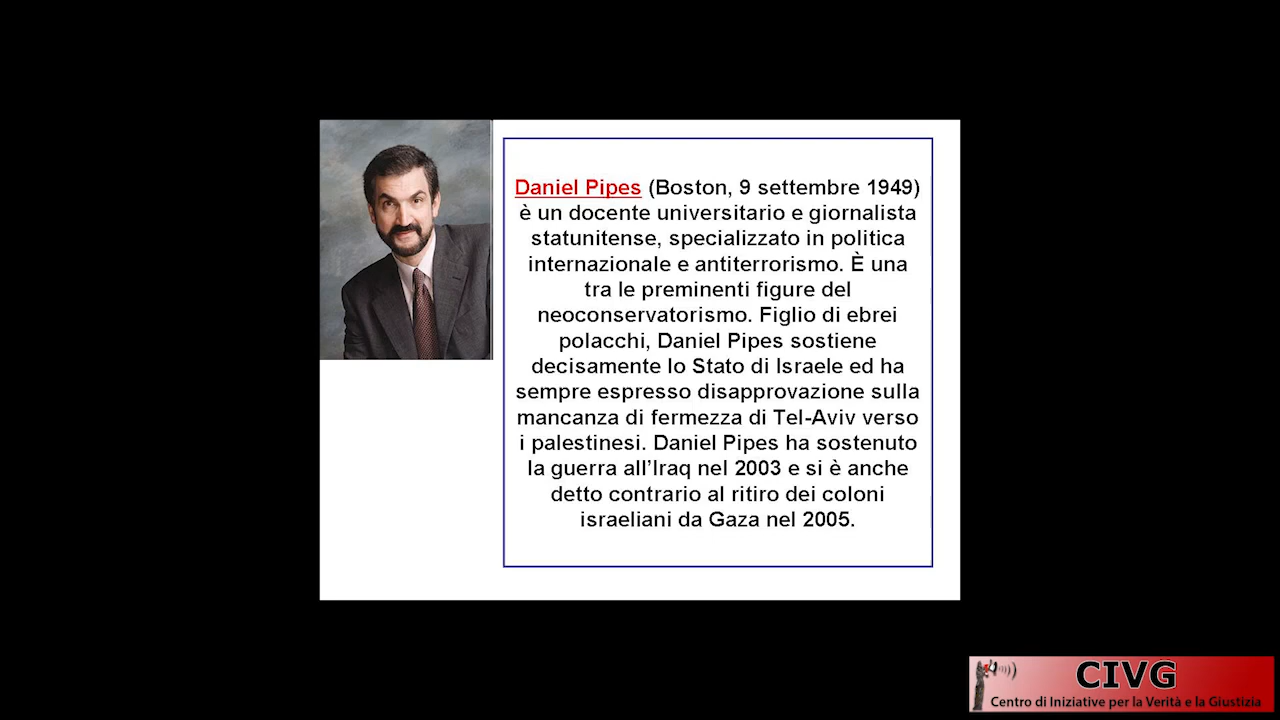 Daniel Pipes (Boston, 9 settembre 1949)
è un docente universitario e giornalista
statunitense, specializzato in politica
internazionale e antiterrorismo. È una
tra le preminenti figure del
neoconservatorismo. Figlio di ebrei
polacchi, Daniel Pipes sostiene
decisamente lo Stato di Israele ed ha
sempre espresso disapprovazione sulla
mancanza di fermezza di Tel-Aviv verso
i palestinesi. Daniel Pipes ha sostenuto
la guerra all'Iraq nel 2003 e si è anche
detto contrario al ritiro dei coloni
israeliani da Gaza nel 2005.
CIVG
Centro di Iniziative per la Verità e la Giustizia